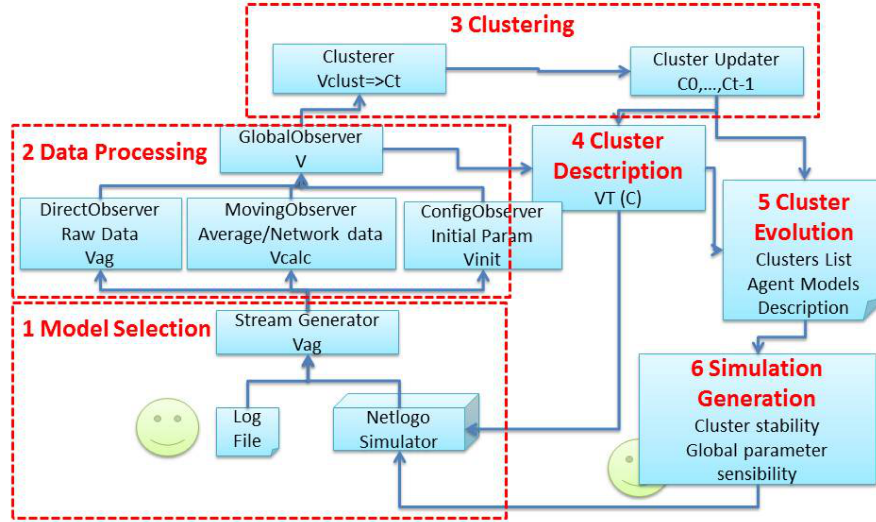 3 Clustering
Clusterer
Vclust=>Ct
Cluster Updater
C0,...,Ct-1
2 Data Processing
GlobalObserver
V
4 Cluster
Desctription
VT (C)
DirectObserver
Raw Data
Vag
MovingObserver
Average/Network data
Vcalc
ConfigObserver
Initial Param
Vinit
5 Cluster
Evolution
Clusters List
Agent Models
Description
1 Model Selection
Stream Generator
Vag
Log
File
Netlogo
Simulator
6 Simulation
Generation
Cluster stability
Global parameter
sensibility